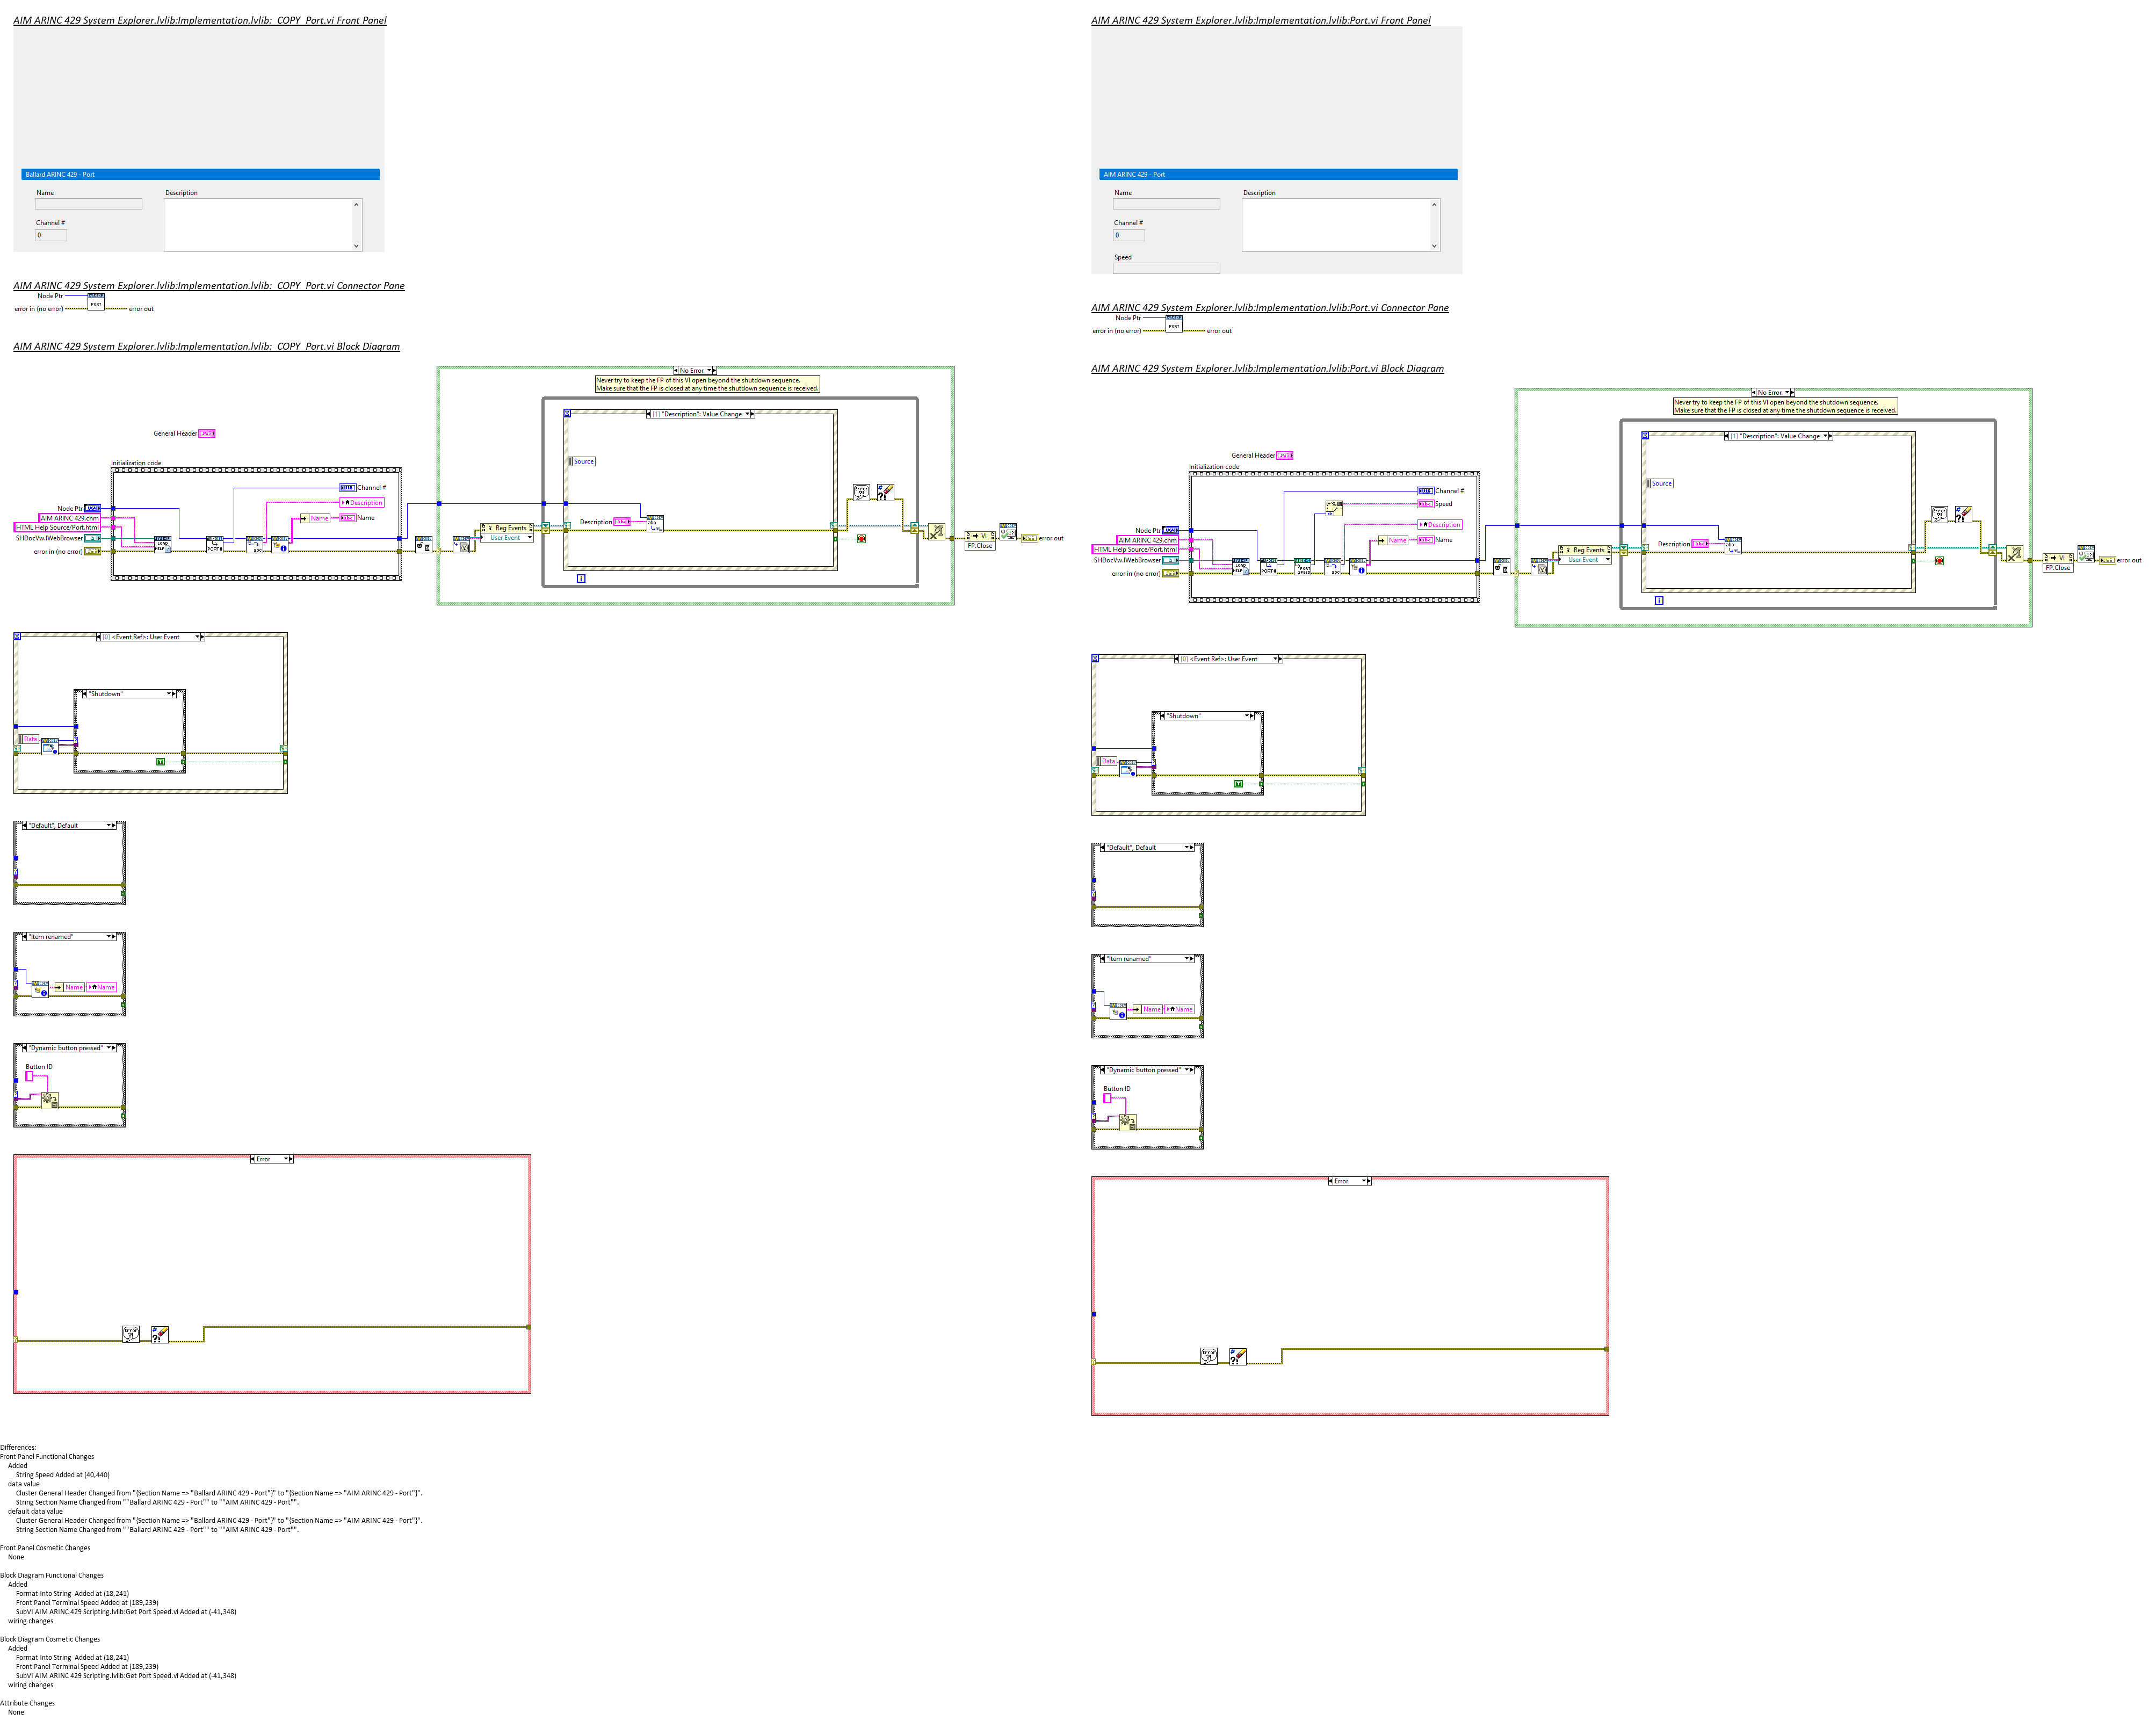 AIM ARINC 429 System Explorer.lvlib:Implementation.lvlib:_COPY_Port.vi Front Panel
Ballard ARINC 429 - Port
Name
Description
Channel #
0
AIM ARINC 429 System Explorer.lvlib:Implementation.lvlib:_COPY_Port.vi Connector Pane
Node Ptr
PORT
error in (no error)
error out
AIM ARINC 429 System Explorer.lvlib:Implementation.lvlib:_COPY_Port.vi Block Diagram
No Error
Never try to keep the FP of this VI open beyond the shutdown sequence.
Make sure that the FP is closed at any time the shutdown sequence is received.
[1] "Description": Value Change
General Header
Source
Initialization code
Channel #
Description
Name
Name
Node Ptr
AIM ARINC 429.chm
HTML Help Source/Port.html
SHDocVw.IWebBrowser
error in (no error)
Reg Events
User Event
Description
VI
FP.Close
error out
[0] <Event Ref>: User Event
"Shutdown"
Data
"Default", Default
"Item renamed"
Name
Name
"Dynamic button pressed"
Button ID
Error
AIM ARINC 429 System Explorer.lvlib:Implementation.lvlib:Port.vi Front Panel
AIM ARINC 429 - Port
Name
Description
Channel #
0
Speed
AIM ARINC 429 System Explorer.lvlib:Implementation.lvlib:Port.vi Connector Pane
Node Ptr
PORT
error in (no error)
error out
AIM ARINC 429 System Explorer.lvlib:Implementation.lvlib:Port.vi Block Diagram
No Error
Never try to keep the FP of this VI open beyond the shutdown sequence.
Make sure that the FP is closed at any time the shutdown sequence is received.
[1] "Description": Value Change
General Header
Source
Initialization code
Channel #
Speed
Description
Name
Name
Node Ptr
AIM ARINC 429.chm
HTML Help Source/Port.html
SHDocVw.IWebBrowser
error in (no error)
Reg Events
User Event
Description
VI
FP.Close
error out
[0] <Event Ref>: User Event
"Shutdown"
Data
"Default", Default
"Item renamed"
Name
Name
"Dynamic button pressed"
Button ID
Error
Differences:
Front Panel Functional Changes
Added
String Speed Added at (40,440)
data value
Cluster General Header Changed from "{Section Name => "Ballard ARINC 429 - Port"}" to "{Section Name => "AIM ARINC 429 - Port"}".
String Section Name Changed from ""Ballard ARINC 429 - Port"" to ""AIM ARINC 429 - Port"".
default data value
Cluster General Header Changed from "{Section Name => "Ballard ARINC 429 - Port"}" to "{Section Name => "AIM ARINC 429 - Port"}".
String Section Name Changed from ""Ballard ARINC 429 - Port"" to ""AIM ARINC 429 - Port"".
Front Panel Cosmetic Changes
None
Block Diagram Functional Changes
Added
Format Into String  Added at (18,241)
Front Panel Terminal Speed Added at (189,239)
SubVI AIM ARINC 429 Scripting.lvlib:Get Port Speed.vi Added at (-41,348)
wiring changes
Block Diagram Cosmetic Changes
Added
Format Into String  Added at (18,241)
Front Panel Terminal Speed Added at (189,239)
SubVI AIM ARINC 429 Scripting.lvlib:Get Port Speed.vi Added at (-41,348)
wiring changes
Attribute Changes
None